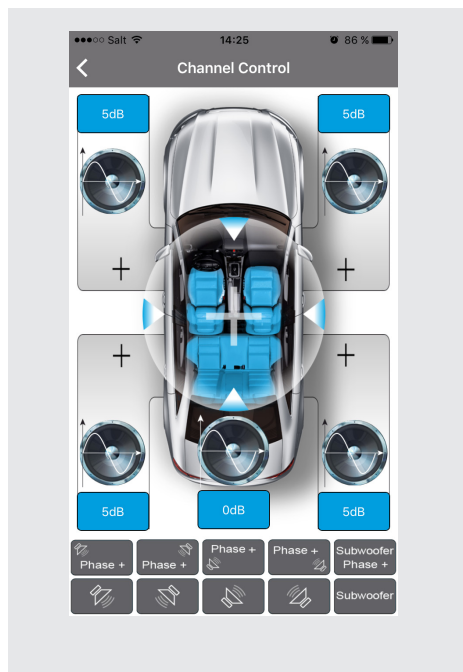 Salt 14:25 86 %
Channel Control
5dB 5dB
+ +
+ +
5dB 0dB 5dB
Phase + Phase + Phase + Phase + Subwoofer
Phase +
Subwoofer